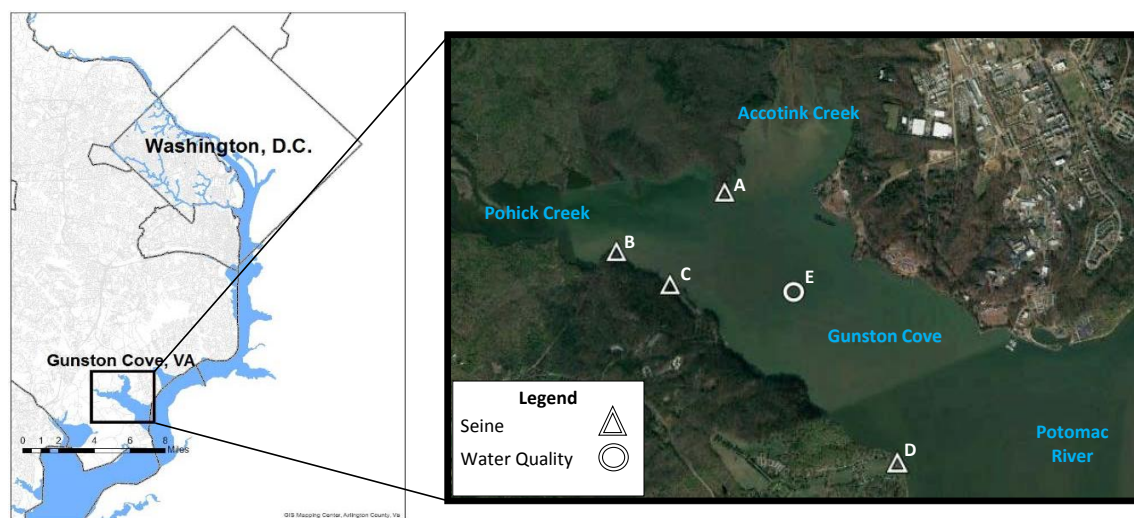 Washington, D.C.
Gunston Cove, VA
0 1 2 4 6 8
Miles
GIS Mapping Center, Arlington County, Va
Accotink Creek
A
Pohick Creek
B
C
E
Gunston Cove
Legend
Seine
Water Quality
D
Potomac
River